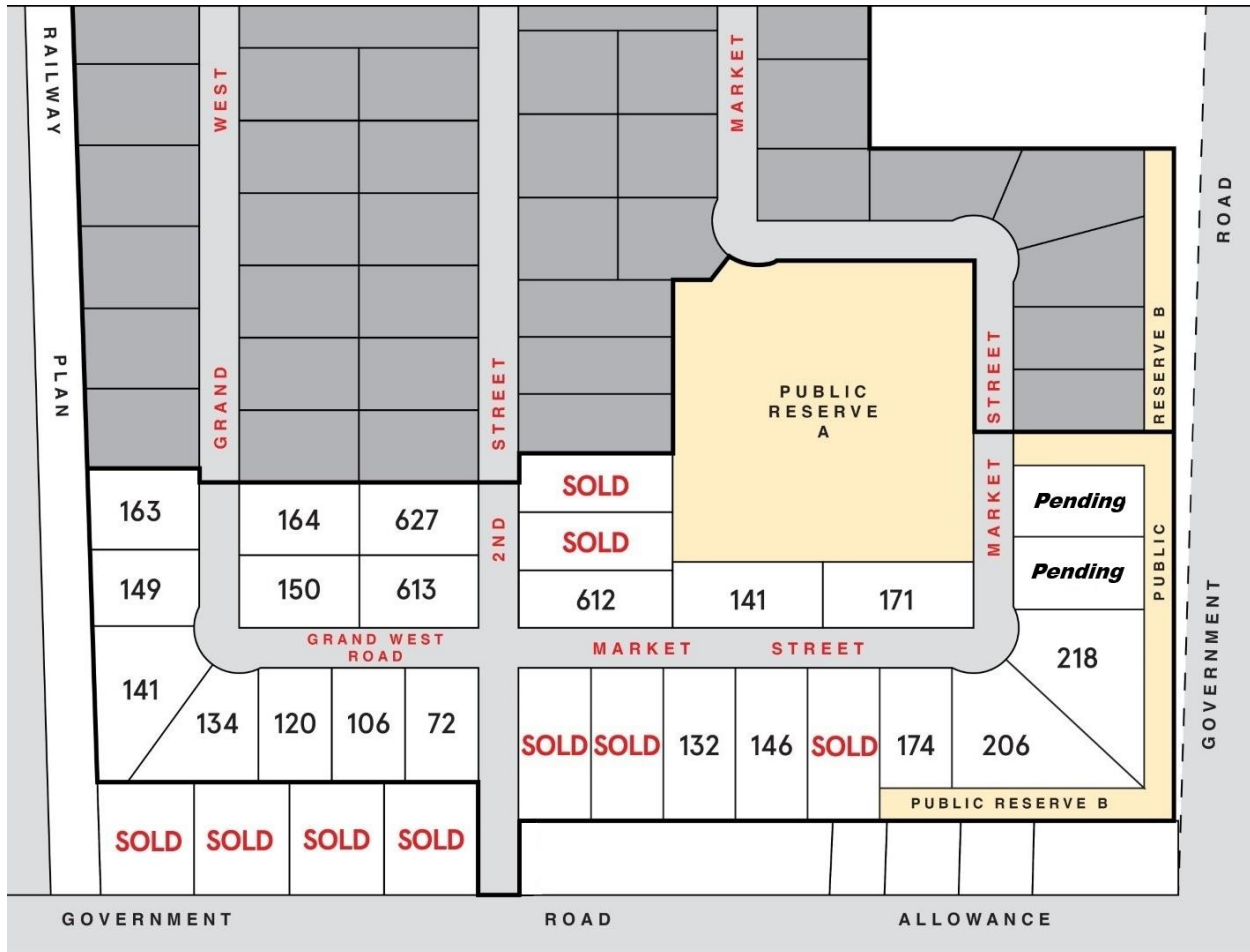 RAILWAY
PLAN
GRAND
WEST
2ND
STREET
MARKET
STREET
ROAD
PUBLIC
RESERVE
A
RESERVE B
PUBLIC
MARKET
GOVERNMENT
SOLD
SOLD
Pending
Pending
163
164
627
149
150
613
612
141
171
GRAND WEST
ROAD
MARKET STREET
218
141
134
120
106
72
SOLD
SOLD
132
146
SOLD
174
206
PUBLIC RESERVE B
SOLD
SOLD
SOLD
SOLD
GOVERNMENT ROAD ALLOWANCE